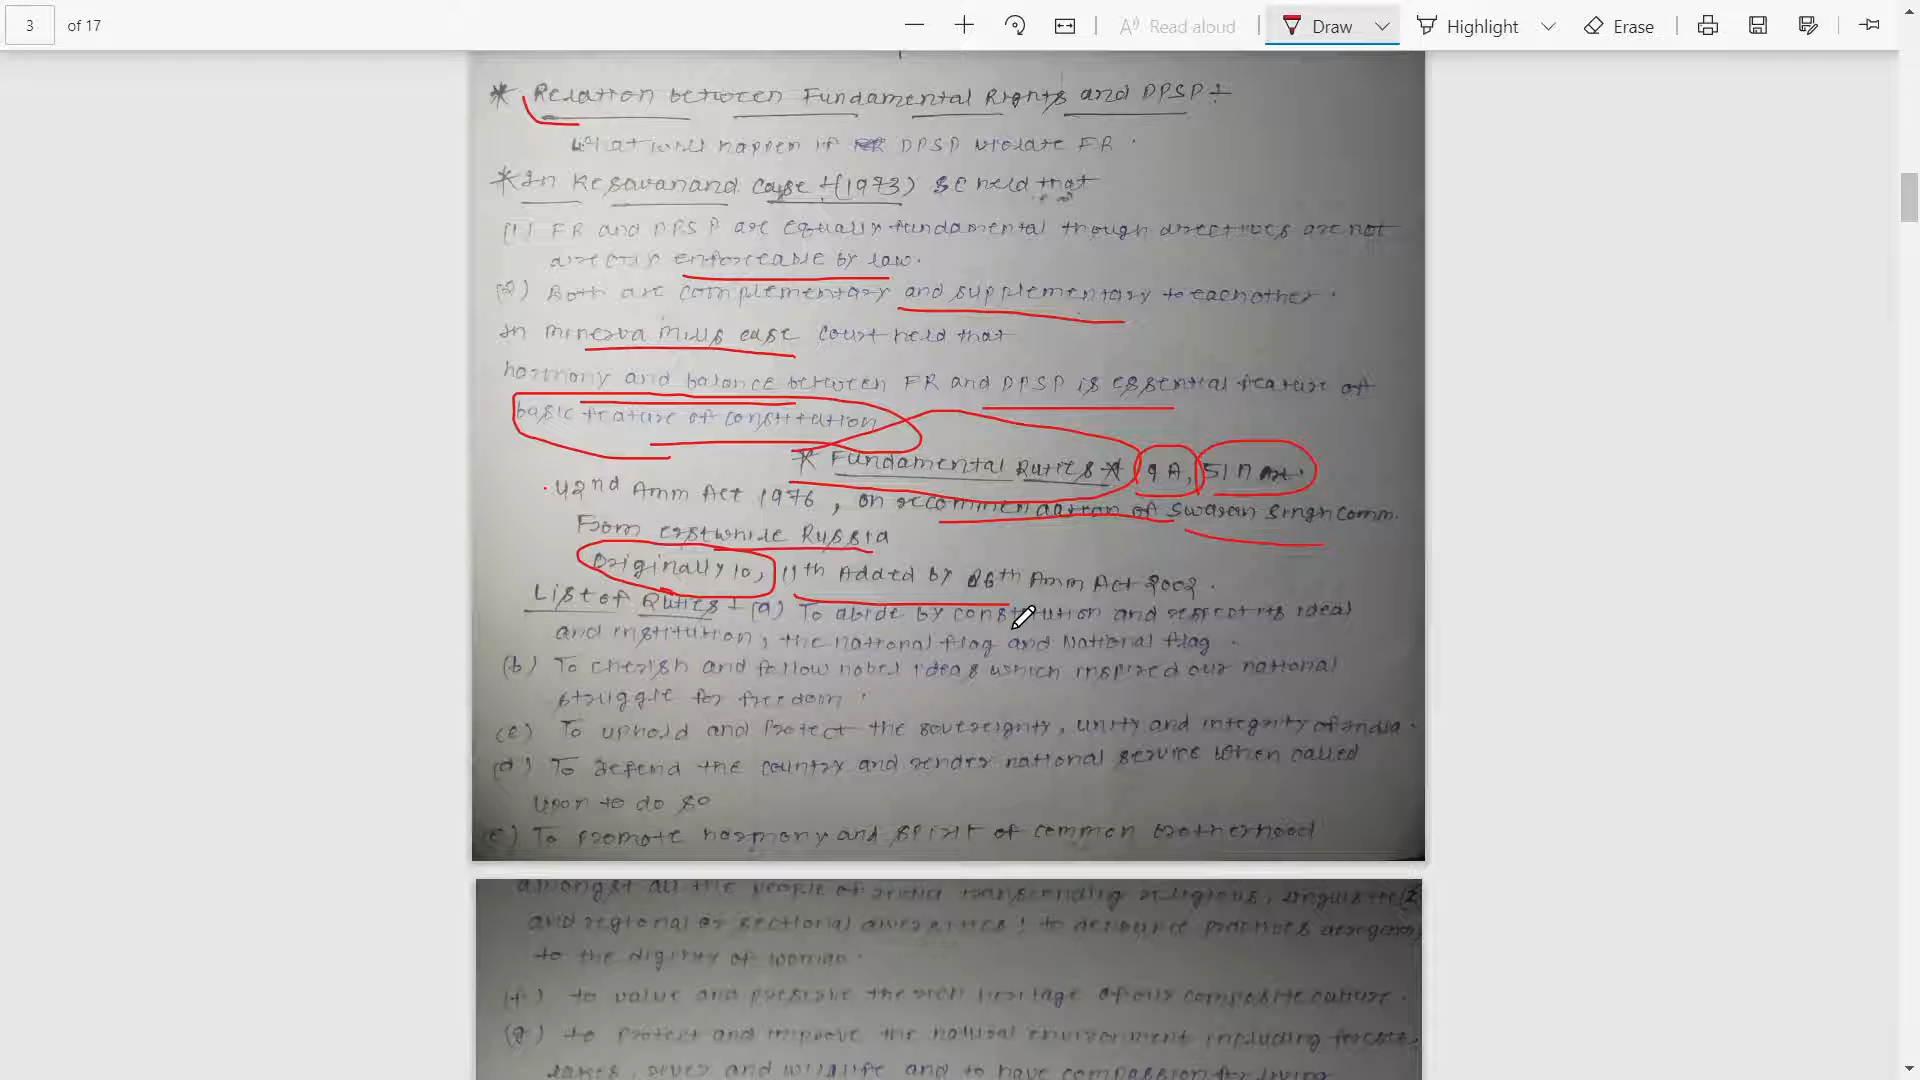 3 of 17 Read aloud Draw Highlight Erase
* Relation between Fundamental Rights and DPSP :
What will happen if DPSP violate FR .
* In Kesavanand case :(1973) SC held that
(1) FR and DPSP are equally fundamental though directives are not
directly enforceable by law.
(2) Both are complementary and supplementary to each other .
In Minerva Mills case court held that
harmony and balance between FR and DPSP is essential feature of
basic feature of constitution
* Fundamental Duties * 9 A, 51 A Art.
. 42nd Amm Act 1976 , on recommendation of Swaran Singh comm.
From erstwhile Russia
Originally 10, 11th Added by 86th Amm Act 2002 .
List of Duties : (a) To abide by constitution and respect its ideal
and institution, the national flag and National flag .
(b) To cherish and follow nobel ideas which inspired our national
struggle for freedom .
(c) To uphold and Protect the sovereignty, unity and integrity of India .
(d) To defend the country and render national service when called
upon to do so
(e) To promote harmony and spirit of common brotherhood
amongst all the people of India transcending religious, linguistic
and regional or sectional diversities ; to denounce practices derogatory
to the dignity of woman .
(f) to value and preserve the rich heritage of our composite culture .
(g) to protect and improve the natural environment including forests,
lakes, river and wildlife and to have compassion for living